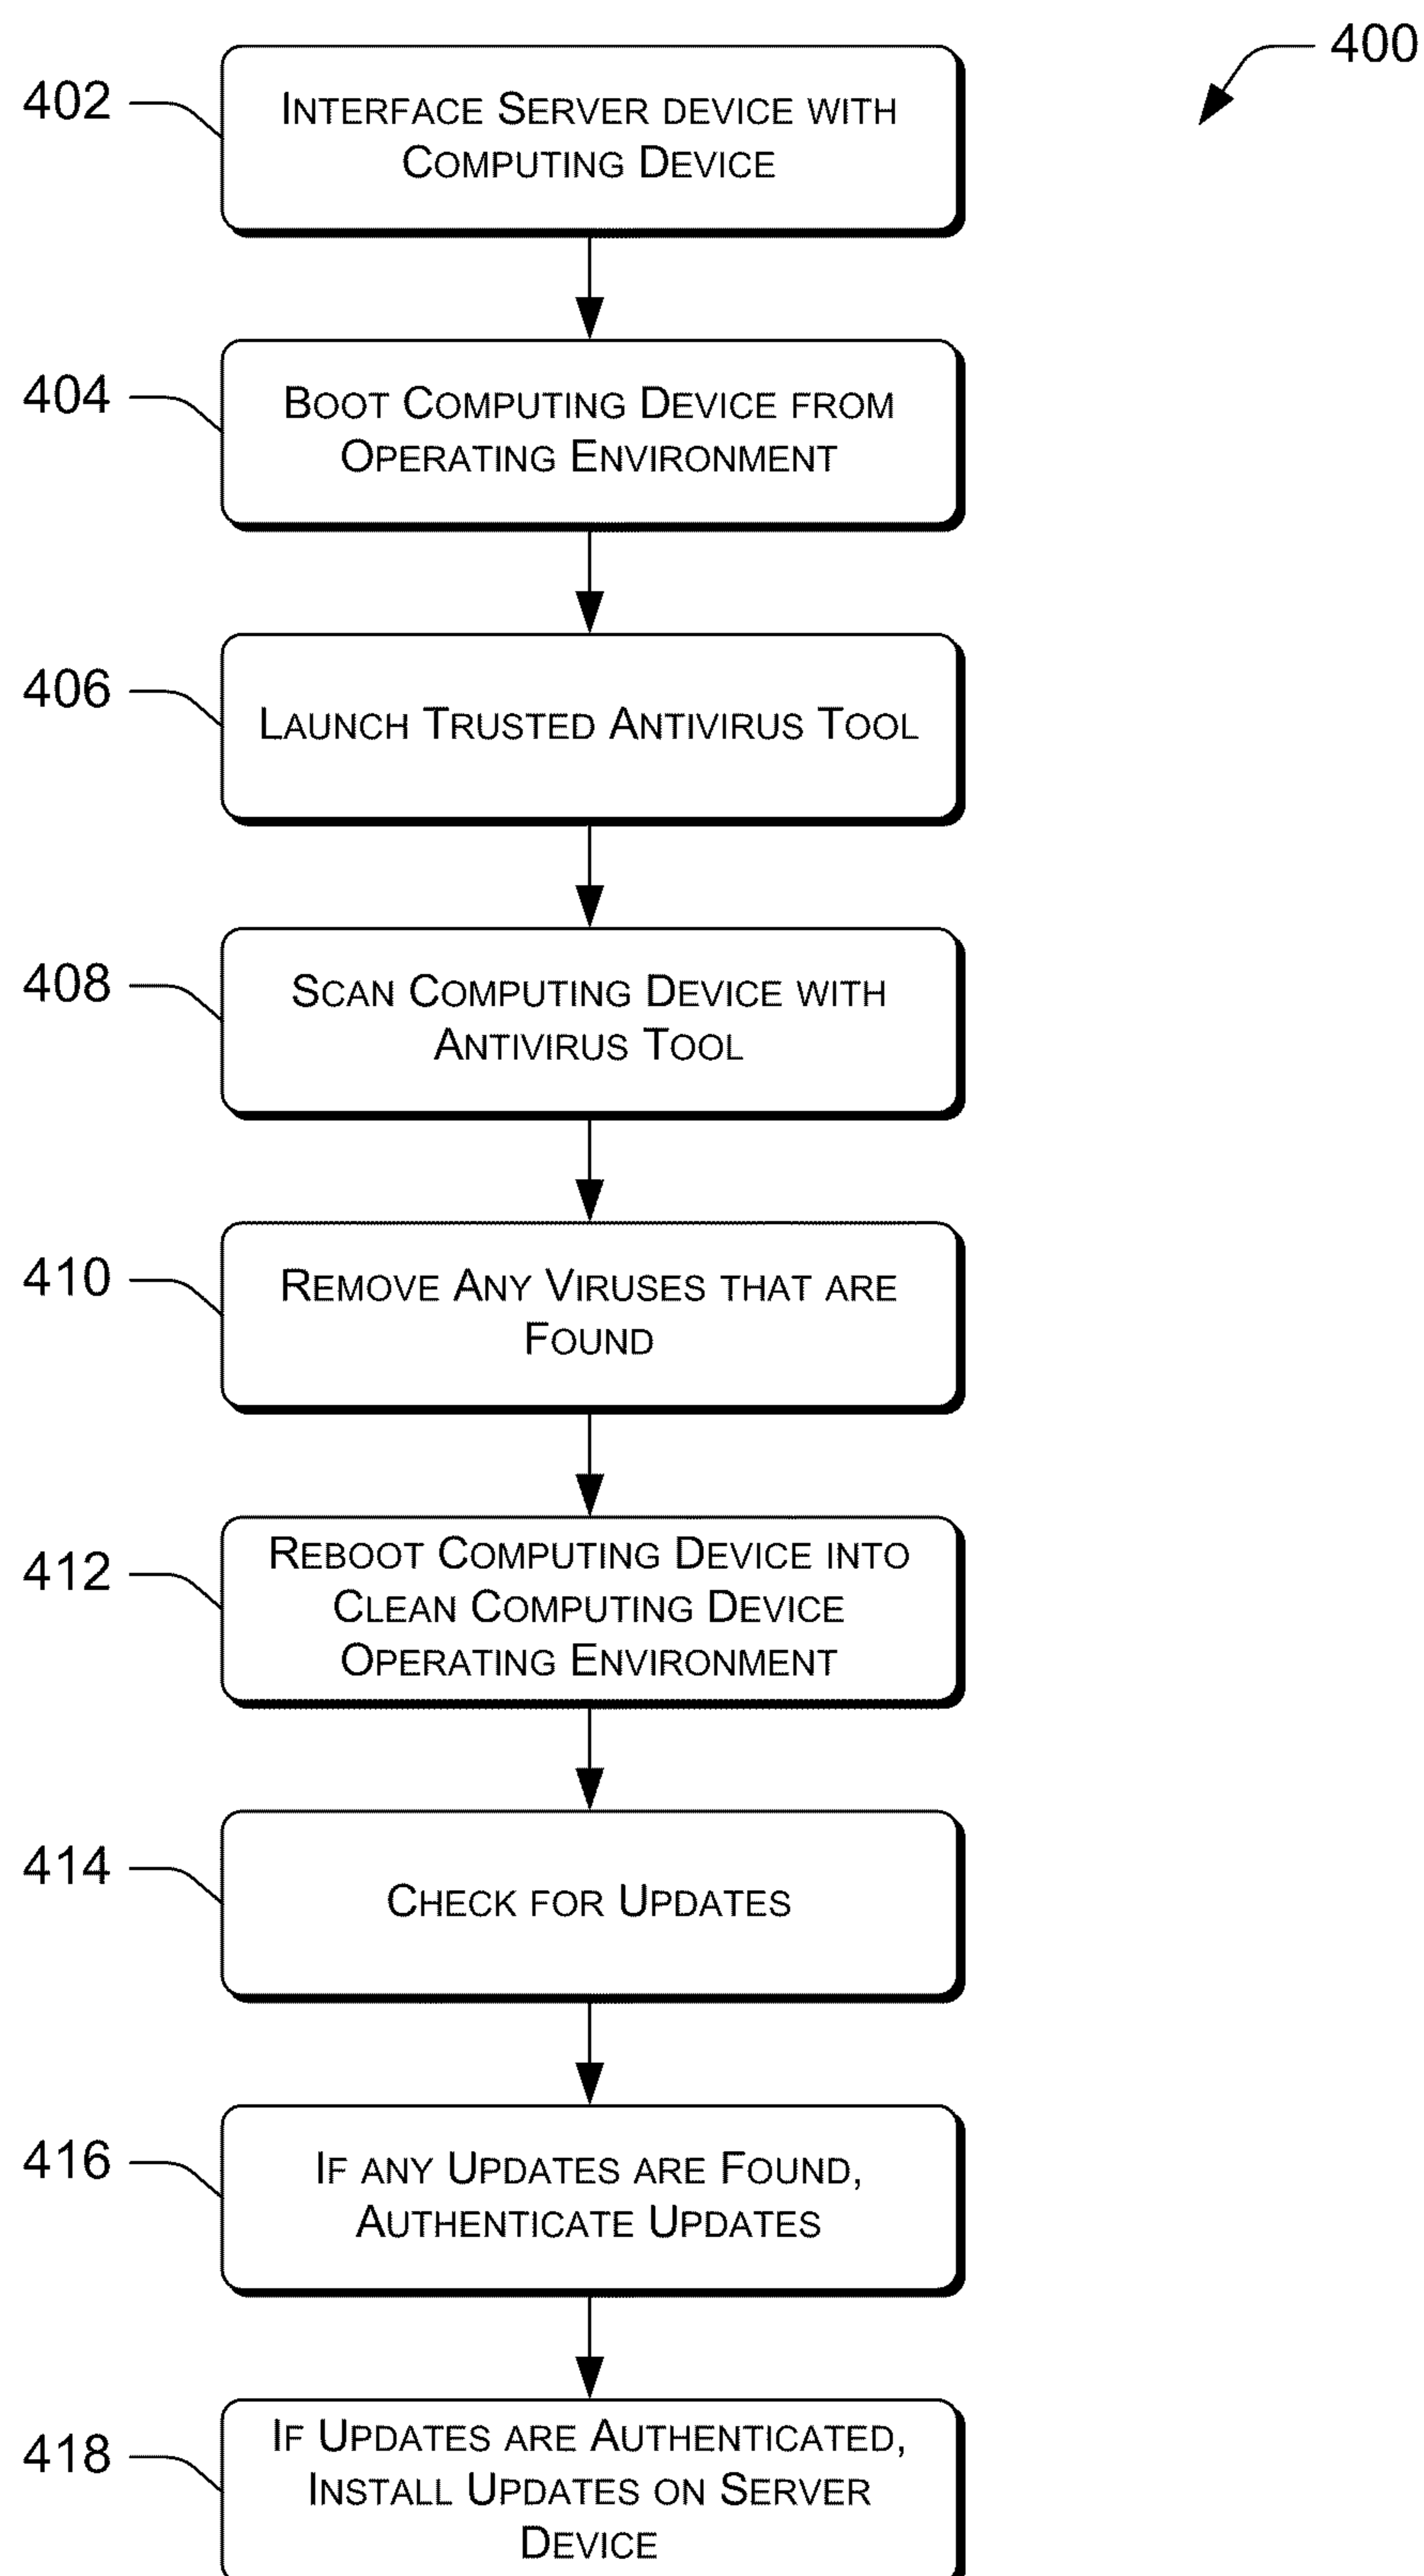 400
402
INTERFACE SERVER DEVICE WITH
COMPUTING DEVICE
404
BOOT COMPUTING DEVICE FROM
OPERATING ENVIRONMENT
406
LAUNCH TRUSTED ANTIVIRUS TOOL
408
SCAN COMPUTING DEVICE WITH
ANTIVIRUS TOOL
410
REMOVE ANY VIRUSES THAT ARE
FOUND
412
REBOOT COMPUTING DEVICE INTO
CLEAN COMPUTING DEVICE
OPERATING ENVIRONMENT
414
CHECK FOR UPDATES
416
IF ANY UPDATES ARE FOUND,
AUTHENTICATE UPDATES
418
IF UPDATES ARE AUTHENTICATED,
INSTALL UPDATES ON SERVER
DEVICE